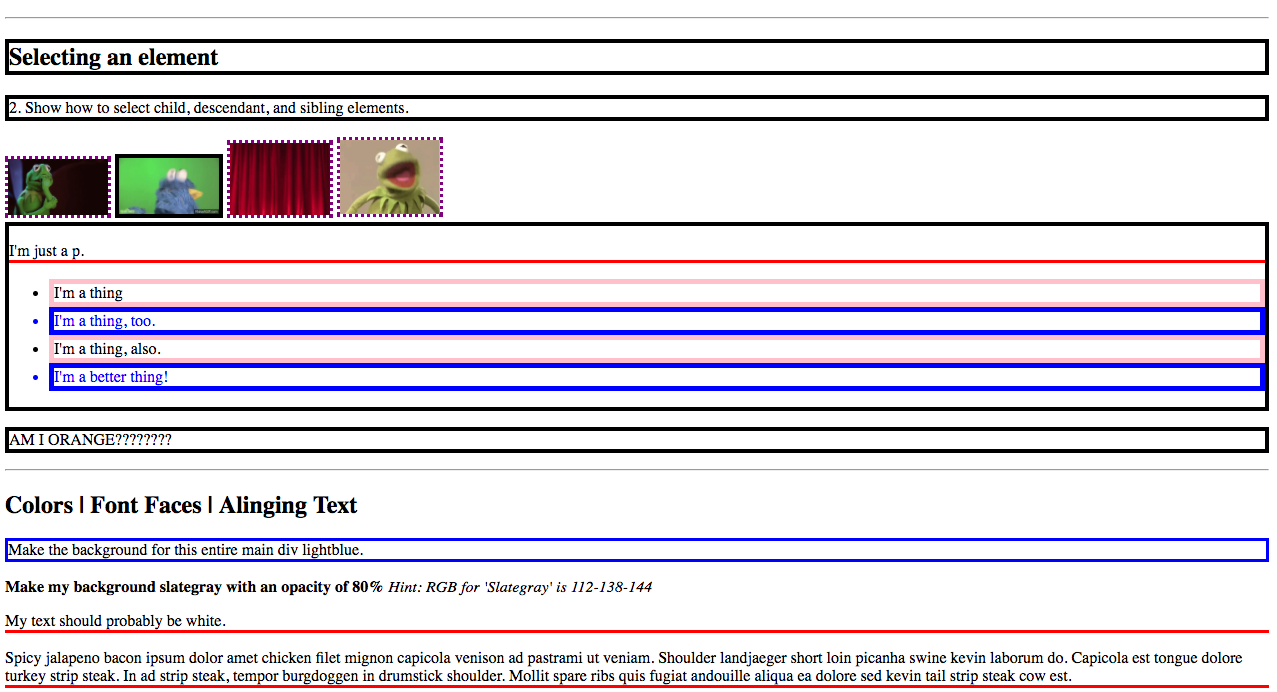 Selecting an element
2. Show how to select child, descendant, and sibling elements.
I'm just a p.
I'm a thing
I'm a thing, too.
I'm a thing, also.
I'm a better thing!
AM I ORANGE????????
Colors | Font Faces | Alinging Text
Make the background for this entire main div lightblue.
Make my background slategray with an opacity of 80% Hint: RGB for 'Slategray' is 112-138-144
My text should probably be white.
Spicy jalapeno bacon ipsum dolor amet chicken filet mignon capicola venison ad pastrami ut veniam. Shoulder landjaeger short loin picanha swine kevin laborum do. Capicola est tongue dolore
turkey strip steak. In ad strip steak, tempor burgdoggen in drumstick shoulder. Mollit spare ribs quis fugiat andouille aliqua ea dolore sed kevin tail strip steak cow est.